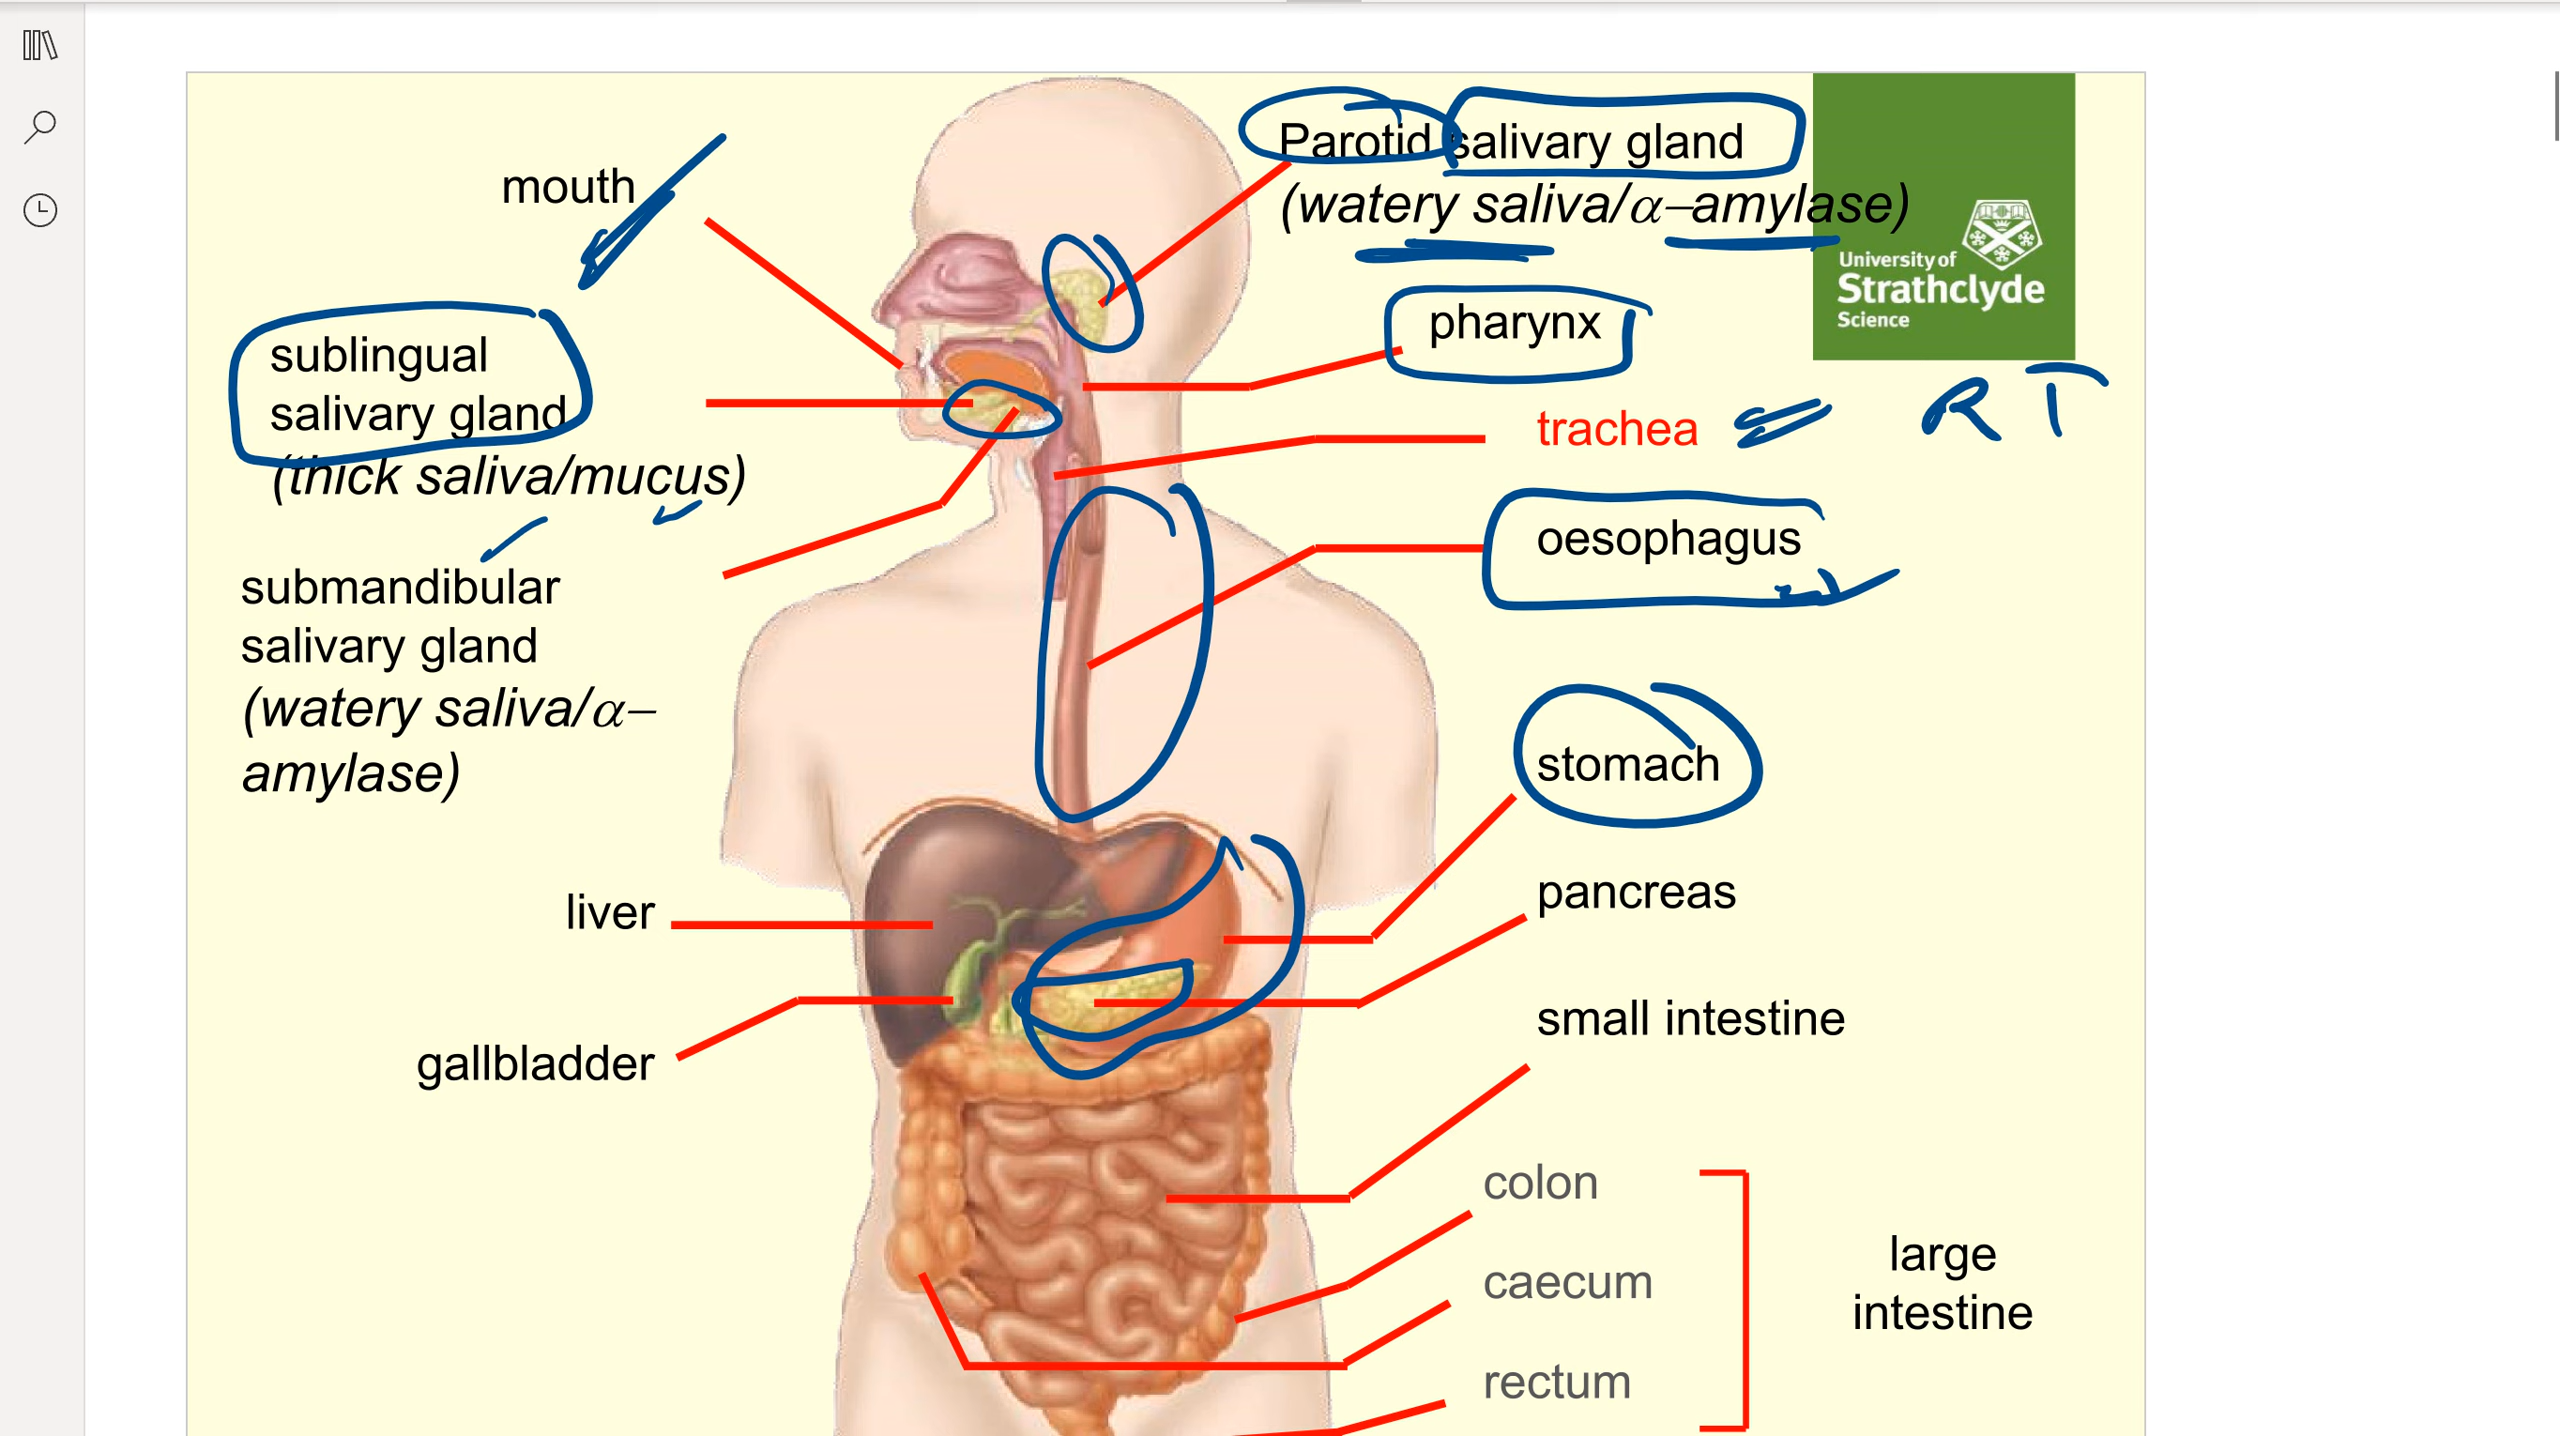 mouth
Parotid salivary gland
(watery saliva/α–amylase)
University of
Strathclyde
Science
pharynx
sublingual
salivary gland
(thick saliva/mucus)
trachea
R T
oesophagus
submandibular
salivary gland
(watery saliva/α–
amylase)
stomach
liver
pancreas
gallbladder
small intestine
colon
caecum
rectum
large
intestine